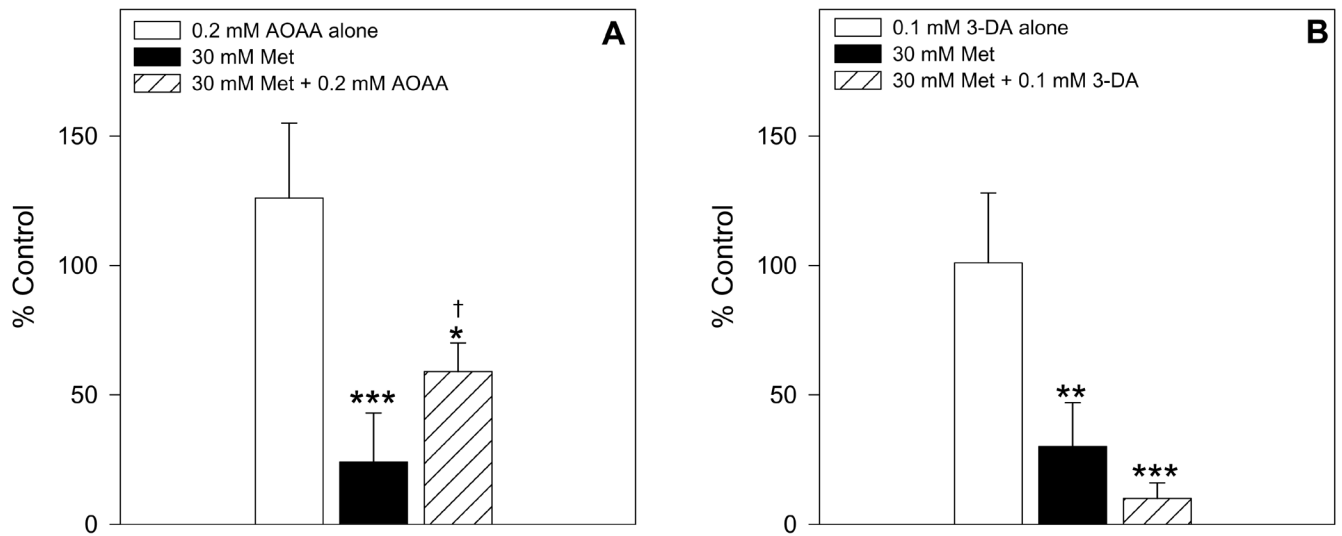 0.2 mM AOAA alone
30 mM Met
30 mM Met + 0.2 mM AOAA
A
150
100
50
0
% Control
***
†
*
0.1 mM 3-DA alone
30 mM Met
30 mM Met + 0.1 mM 3-DA
B
150
100
50
0
% Control
**
***